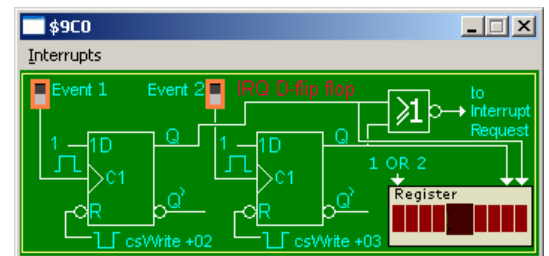 $9C0
Interrupts
Event 1
Event 2
IRQ D-flip flop
to
Interrupt
Request
≥1
1
1D
Q
C1
R
Q'
csWrite +02
1
1D
Q
C1
R
Q'
csWrite +03
1 OR 2
Register